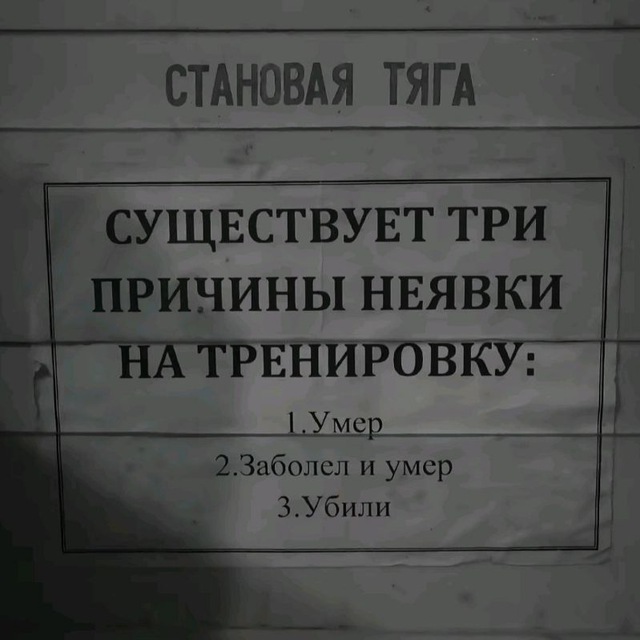 СТАНОВАЯ ТЯГА
СУЩЕСТВУЕТ ТРИ
ПРИЧИНЫ НЕЯВКИ
НА ТРЕНИРОВКУ:
1.Умер
2.Заболел и умер
3.Убили